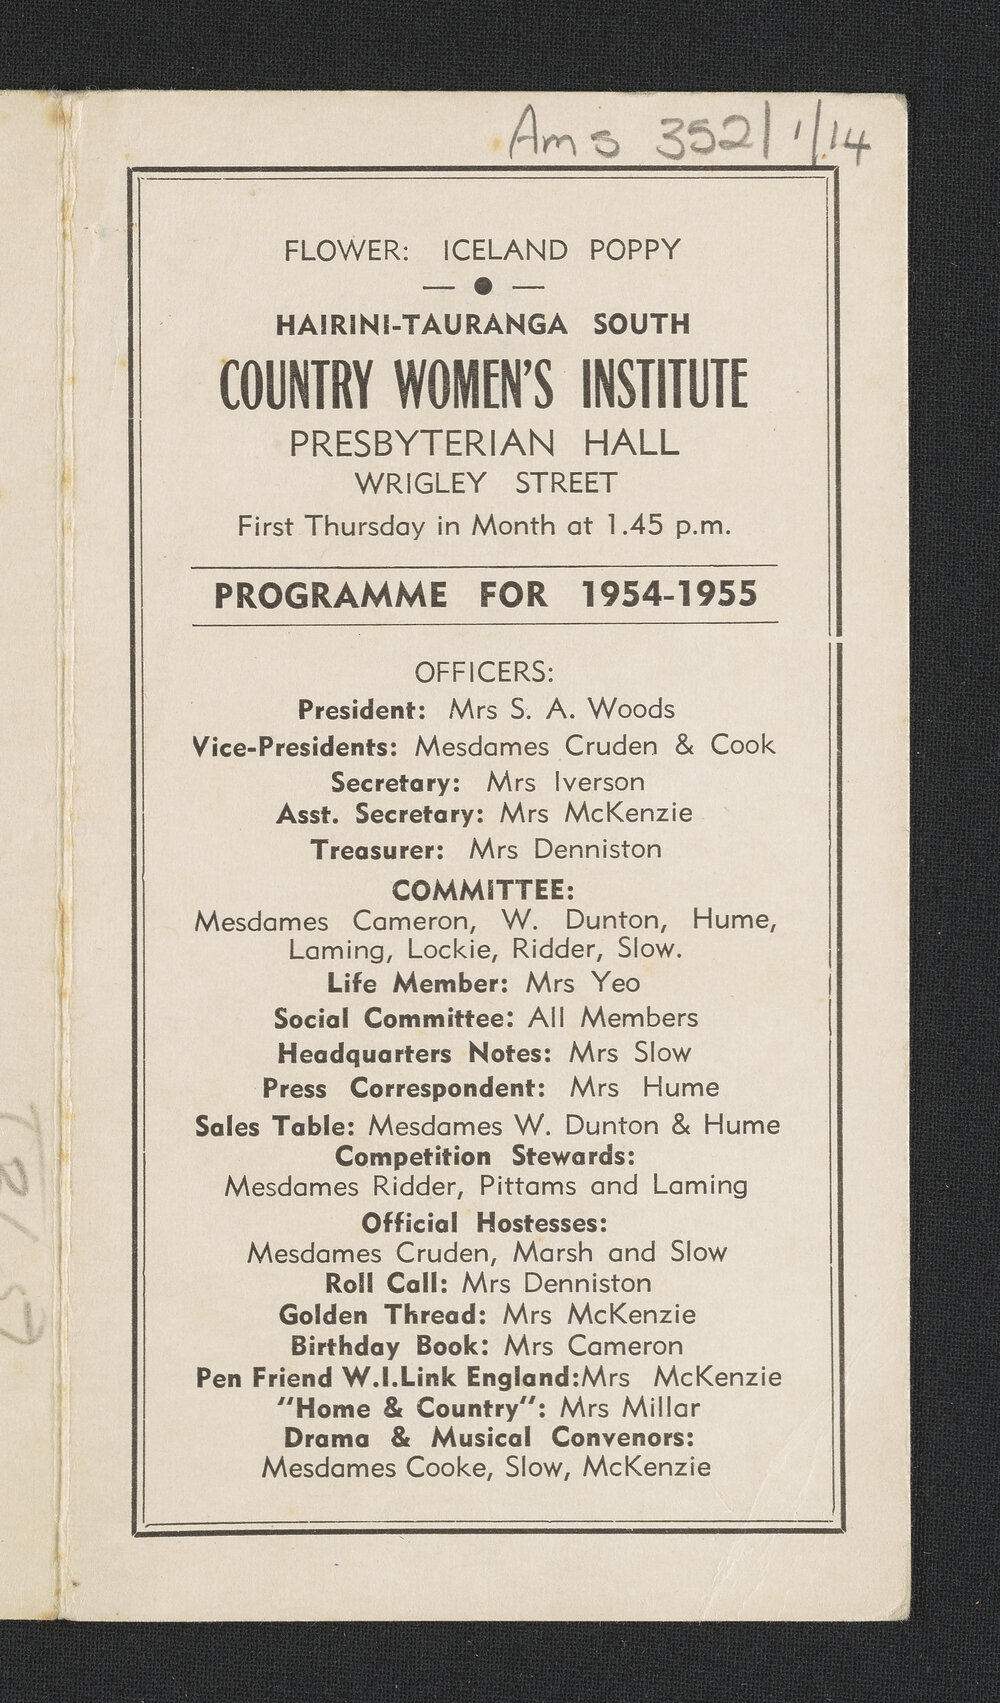 Ams 352/1/14
FLOWER: ICELAND POPPY
— ● —
HAIRINI-TAURANGA SOUTH
COUNTRY WOMEN'S INSTITUTE
PRESBYTERIAN HALL
WRIGLEY STREET
First Thursday in Month at 1.45 p.m.
PROGRAMME FOR 1954-1955
OFFICERS:
President: Mrs S. A. Woods
Vice-Presidents: Mesdames Cruden & Cook
Secretary: Mrs Iverson
Asst. Secretary: Mrs McKenzie
Treasurer: Mrs Denniston
COMMITTEE:
Mesdames Cameron, W. Dunton, Hume,
Laming, Lockie, Ridder, Slow.
Life Member: Mrs Yeo
Social Committee: All Members
Headquarters Notes: Mrs Slow
Press Correspondent: Mrs Hume
Sales Table: Mesdames W. Dunton & Hume
Competition Stewards:
Mesdames Ridder, Pittams and Laming
Official Hostesses:
Mesdames Cruden, Marsh and Slow
Roll Call: Mrs Denniston
Golden Thread: Mrs McKenzie
Birthday Book: Mrs Cameron
Pen Friend W.I.Link England:Mrs McKenzie
"Home & Country": Mrs Millar
Drama & Musical Convenors:
Mesdames Cooke, Slow, McKenzie